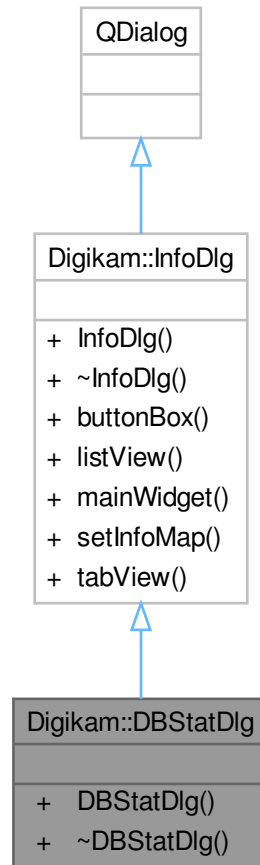 QDialog
Digikam::InfoDlg
+ InfoDlg()
+ ~InfoDlg()
+ buttonBox()
+ listView()
+ mainWidget()
+ setInfoMap()
+ tabView()
Digikam::DBStatDlg
+ DBStatDlg()
+ ~DBStatDlg()